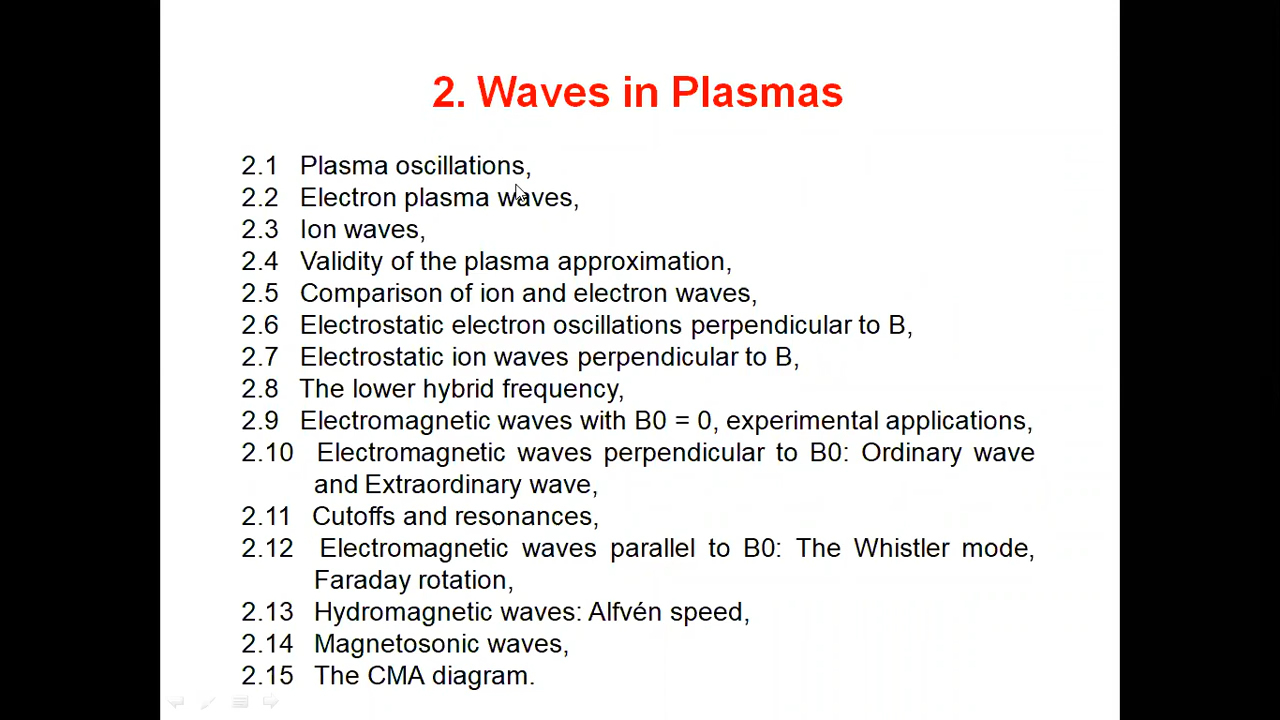 2. Waves in Plasmas
2.1 Plasma oscillations,
2.2 Electron plasma waves,
2.3 Ion waves,
2.4 Validity of the plasma approximation,
2.5 Comparison of ion and electron waves,
2.6 Electrostatic electron oscillations perpendicular to B,
2.7 Electrostatic ion waves perpendicular to B,
2.8 The lower hybrid frequency,
2.9 Electromagnetic waves with B0 = 0, experimental applications,
2.10 Electromagnetic waves perpendicular to B0: Ordinary wave
and Extraordinary wave,
2.11 Cutoffs and resonances,
2.12 Electromagnetic waves parallel to B0: The Whistler mode,
Faraday rotation,
2.13 Hydromagnetic waves: Alfvén speed,
2.14 Magnetosonic waves,
2.15 The CMA diagram.